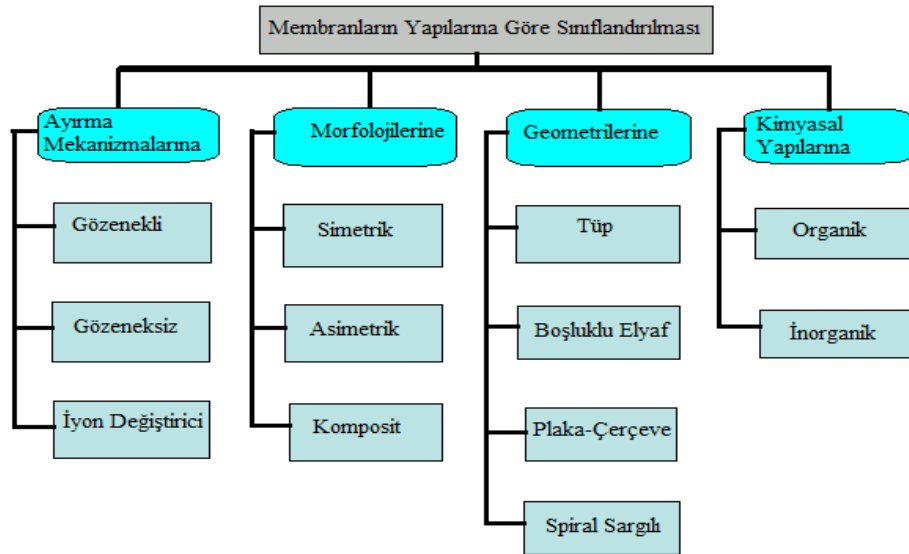 Membranların Yapılarına Göre Sınıflandırılması
Ayırma
Mekanizmalarına
Gözenekli
Gözeneksiz
İyon Değiştirici
Morfolojilerine
Simetrik
Asimetrik
Komposit
Geometrilerine
Tüp
Boşluklu Elyaf
Plaka-Çerçeve
Spiral Sargılı
Kimyasal
Yapılarına
Organik
İnorganik